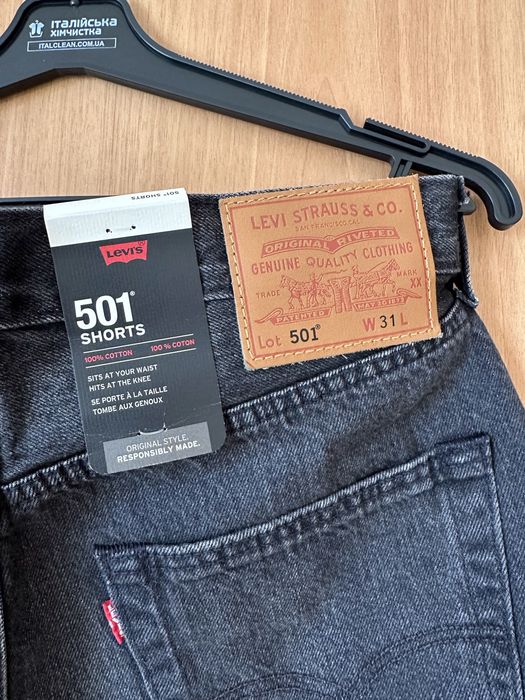 ІТАЛІЙСЬКА
ХІМЧИСТКА
ITALCLEAN.COM.UA
501® SHORTS
Levi's®
501®
SHORTS
100% COTTON 100 % COTON
SITS AT YOUR WAIST
HITS AT THE KNEE
SE PORTE À LA TAILLE
TOMBE AUX GENOUX
ORIGINAL STYLE.
RESPONSIBLY MADE.
LEVI STRAUSS & CO.
SAN FRANCISCO CAL
ORIGINAL RIVETED
GENUINE QUALITY CLOTHING
TRADE MARK
XX
PATENTED MAY 20 1873
Lot 501® W 31 L
Levi's